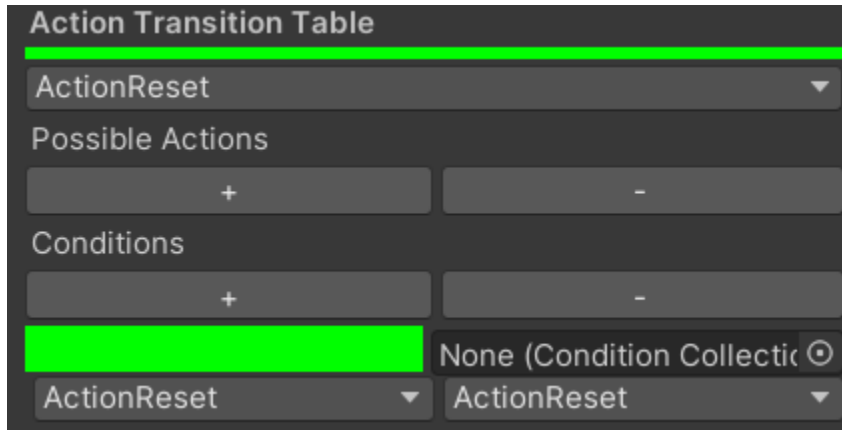 Action Transition Table
ActionReset
Possible Actions
+ -
Conditions
+ -
None (Condition Collectic
ActionReset ActionReset